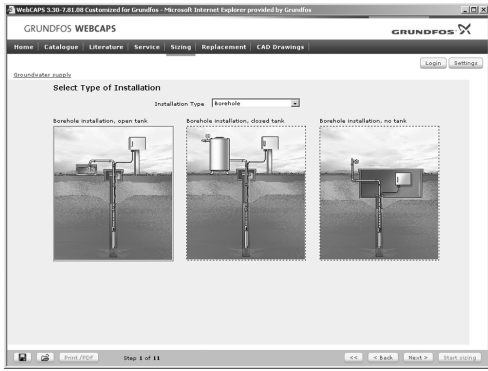 WebCAPS 3.30-7.81.08 Customized for Grundfos - Microsoft Internet Explorer provided by Grundfos
GRUNDFOS WEBCAPS
GRUNDFOS
Home Catalogue Literature Service Sizing Replacement CAD Drawings
Login Settings
Groundwater supply
Select Type of Installation
Installation Type Borehole
Borehole installation, open tank Borehole installation, closed tank Borehole installation, no tank
Print/PDF Step 1 of 11 << < Back Next > Start sizing